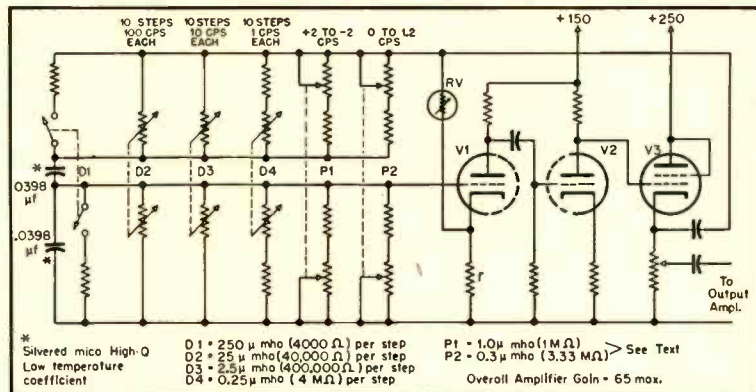 10 STEPS
100 CPS
EACH
10 STEPS
10 CPS
EACH
10 STEPS
1 CPS
EACH
+2 TO -2
CPS
0 TO 1.2
CPS
+150
+250
RV
V1
V2
V3
*
.0398
µf
D1
D2
D3
D4
P1
P2
.0398
µf
*
r
To
Output
Ampl.
*
Silvered mica High-Q
Low temperature
coefficient
D1 = 250 µ mho (4000 Ω) per step
D2 = 25 µ mho (40,000 Ω) per step
D3 = 2.5 µ mho (400,000 Ω) per step
D4 = 0.25 µ mho (4 MΩ) per step
P1 = 1.0 µ mho (1 MΩ)
P2 = 0.3 µ mho (3.33 MΩ)
See Text
Overall Amplifier Gain = 65 max.